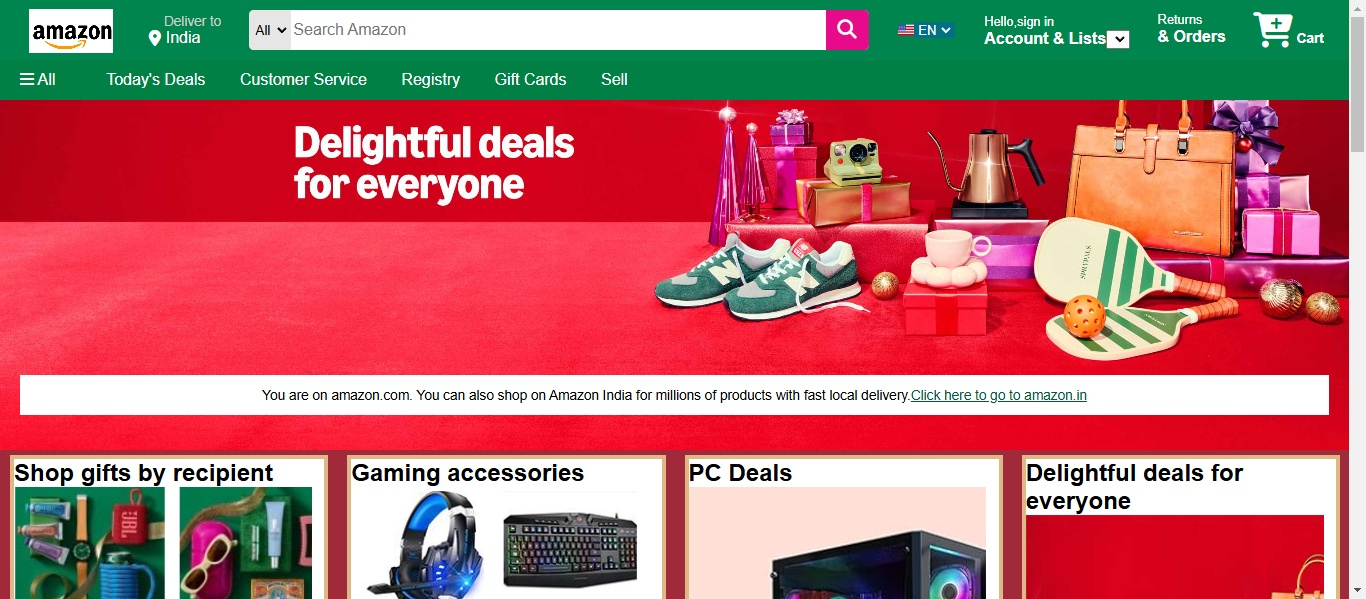 amazon
Deliver to
India
All
Search Amazon
EN
Hello,sign in
Account & Lists
Returns
& Orders
Cart
All
Today's Deals
Customer Service
Registry
Gift Cards
Sell
Delightful deals
for everyone
You are on amazon.com. You can also shop on Amazon India for millions of products with fast local delivery.Click here to go to amazon.in
Shop gifts by recipient
Gaming accessories
PC Deals
Delightful deals for
everyone
JBL